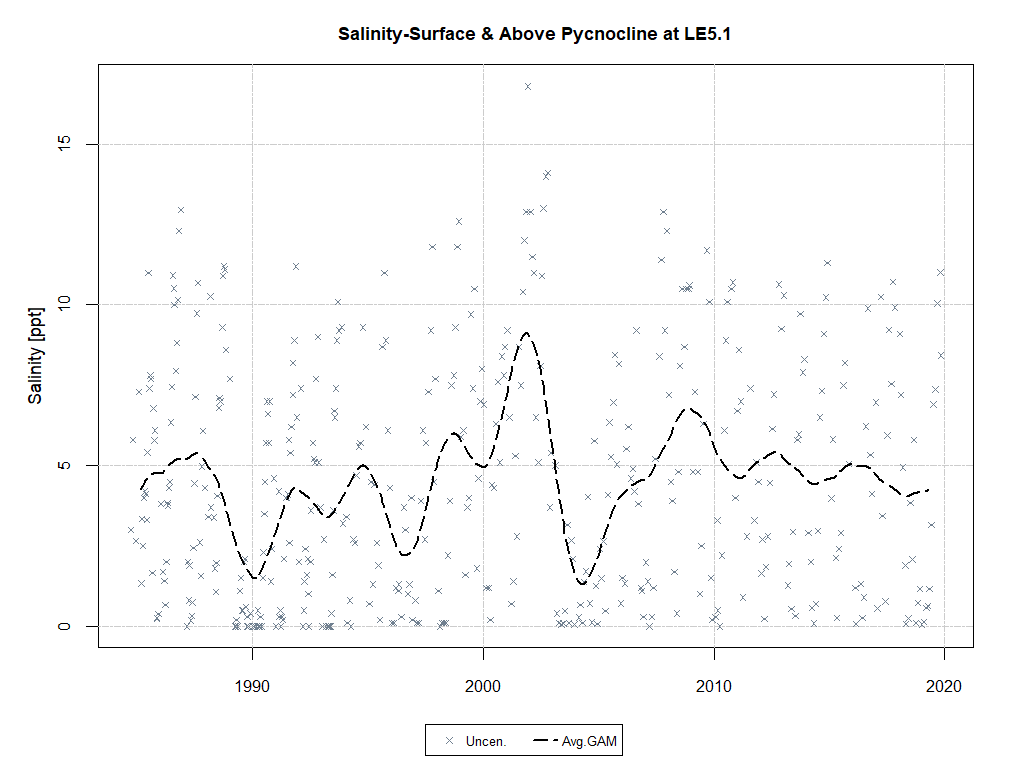 Salinity-Surface & Above Pycnocline at LE5.1
Salinity [ppt]
15
10
5
0
1990 2000 2010 2020
Uncen. Avg.GAM